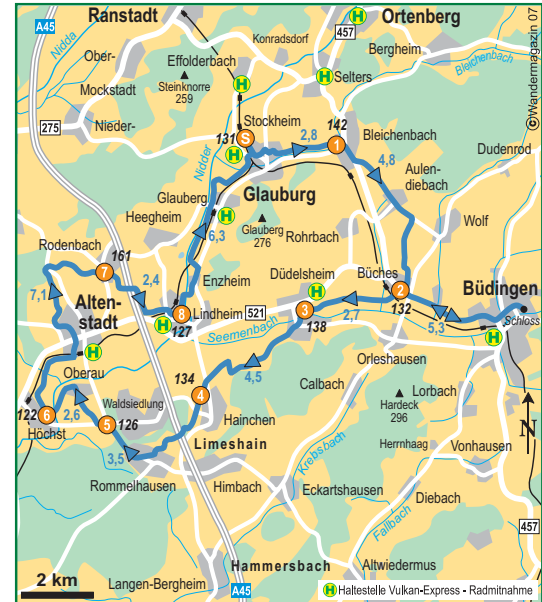 Ranstadt
Ortenberg
A45
Nidda
457
Konradsdorf
Ober-
Mockstadt
Effolderbach
Steinknorre
259
Bergheim
Bleichenbach
Selters
©Wandermagazin 07
275
Nieder-
Stockheim
131
S
2,8
142
1
Bleichenbach
Dudenrod
Nidder
4,8
Aulen-
diebach
Glauberg
Glauburg
Heegheim
6,3
Glauberg
276
Rohrbach
Wolf
Rodenbach
161
7
2,4
Enzheim
Düdelsheim
Büches
2
132
Büdingen
Schloss
7,1
Alten-
stadt
8
127
Lindheim
521
Seemenbach
3
138
2,7
5,3
Oberau
Orleshausen
134
4
4,5
Calbach
Lorbach
Hardeck
296
122
6
Höchst
2,6
Waldsiedlung
5
126
Hainchen
Limeshain
Herrnhaag
N
3,5
Krebsbach
Vonhausen
Rommelhausen
Himbach
Eckartshausen
Diebach
Fallbach
457
Hammersbach
Altwiedermus
2 km
Langen-Bergheim
A45
H Haltestelle Vulkan-Express - Radmitnahme
H
H
H
H
H
H
H
H
H